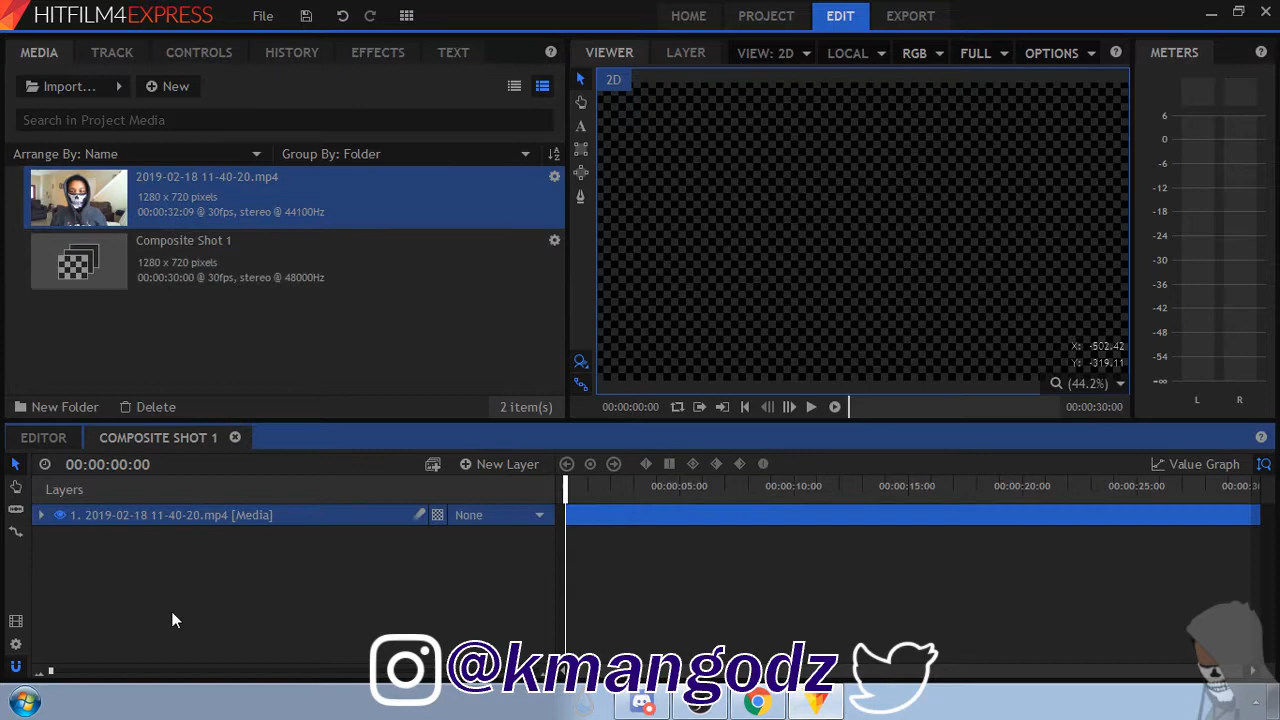 HITFILM4EXPRESS File HOME PROJECT EDIT EXPORT
MEDIA TRACK CONTROLS HISTORY EFFECTS TEXT
VIEWER LAYER VIEW: 2D LOCAL RGB FULL OPTIONS
METERS
Import... New
2D
Search in Project Media
Arrange By: Name Group By: Folder
2019-02-18 11-40-20.mp4
1280 x 720 pixels
00:00:32:09 @ 30fps, stereo @ 44100Hz
Composite Shot 1
1280 x 720 pixels
00:00:30:00 @ 30fps, stereo @ 48000Hz
X: -502.42
Y: -319.11
(44.2%)
6
0
-6
-12
-18
-24
-30
-36
-42
-48
-54
-∞
L R
New Folder Delete 2 item(s)
00:00:00:00 00:00:30:00
EDITOR COMPOSITE SHOT 1
00:00:00:00 New Layer Value Graph
Layers
00:00:05:00 00:00:10:00 00:00:15:00 00:00:20:00 00:00:25:00 00:00:3
1. 2019-02-18 11-40-20.mp4 [Media] None
@kmangodz